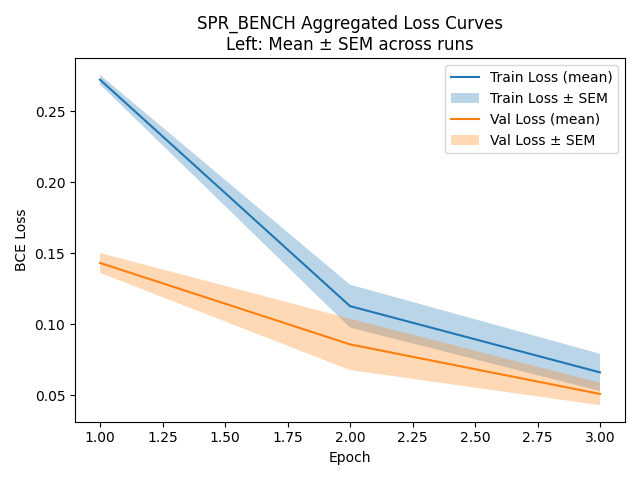 SPR_BENCH Aggregated Loss Curves
Left: Mean ± SEM across runs
Train Loss (mean)
Train Loss ± SEM
Val Loss (mean)
Val Loss ± SEM
BCE Loss
0.25
0.20
0.15
0.10
0.05
1.00 1.25 1.50 1.75 2.00 2.25 2.50 2.75 3.00
Epoch